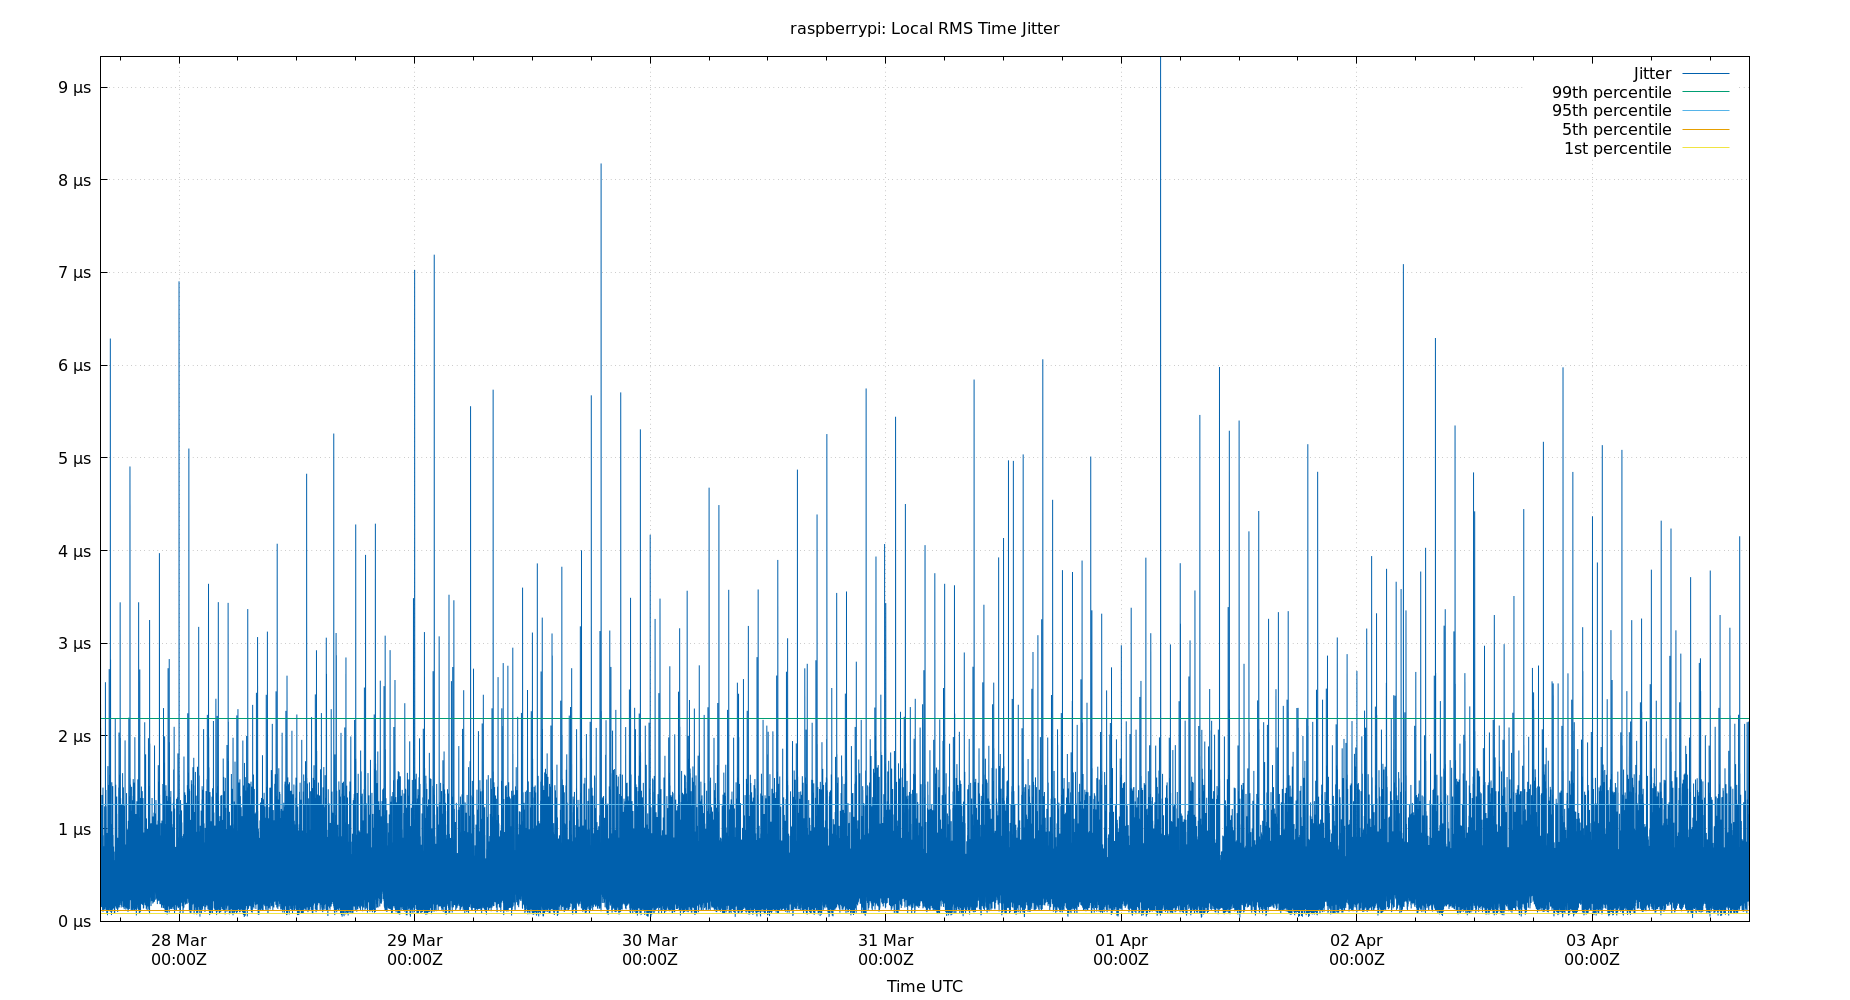 raspberrypi: Local RMS Time Jitter
Jitter
99th percentile
95th percentile
5th percentile
1st percentile
9 µs
8 µs
7 µs
6 µs
5 µs
4 µs
3 µs
2 µs
1 µs
0 µs
28 Mar 29 Mar 30 Mar 31 Mar 01 Apr 02 Apr 03 Apr
00:00Z 00:00Z 00:00Z 00:00Z 00:00Z 00:00Z 00:00Z
Time UTC